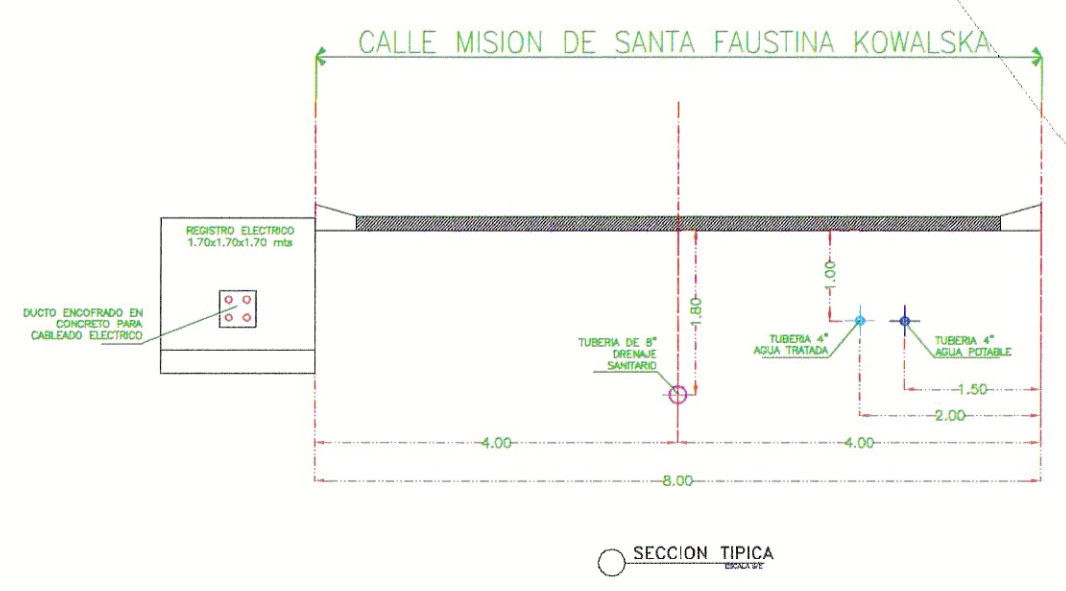 CALLE MISION DE SANTA FAUSTINA KOWALSKA
REGISTRO ELECTRICO
1.70x1.70x1.70 mts
DUCTO ENCOFRADO EN
CONCRETO PARA
CABLEADO ELECTRICO
TUBERIA DE 8"
DRENAJE
SANITARIO
1.80
1.00
TUBERIA 4"
AGUA TRATADA
TUBERIA 4"
AGUA POTABLE
1.50
2.00
4.00
4.00
8.00
SECCION TIPICA
ESCALA S/E